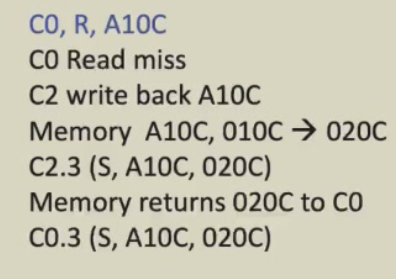 C0, R, A10C
C0 Read miss
C2 write back A10C
Memory A10C, 010C → 020C
C2.3 (S, A10C, 020C)
Memory returns 020C to C0
C0.3 (S, A10C, 020C)